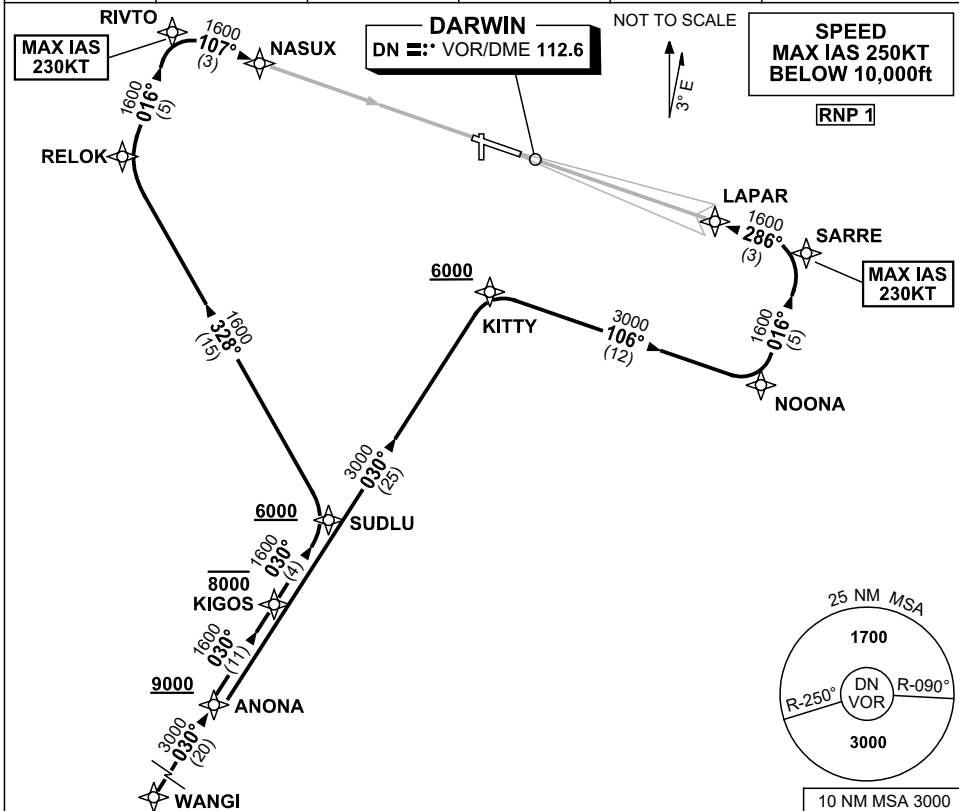 RIVTO
MAX IAS
230KT
1600
107°
(3)
NASUX
DARWIN
DN VOR/DME 112.6
NOT TO SCALE
3° E
SPEED
MAX IAS 250KT
BELOW 10,000ft
RNP 1
1600
016°
(5)
RELOK
LAPAR
1600
286°
(3)
SARRE
MAX IAS
230KT
6000
KITTY
3000
106°
(12)
1600
016°
(5)
NOONA
1600
328°
(15)
3000
030°
(25)
6000
SUDLU
1600
030°
(4)
8000
KIGOS
1600
030°
(11)
9000
ANONA
3000
030°
(20)
N
WANGI
25 NM MSA
1700
R-250°
DN
VOR
R-090°
3000
10 NM MSA 3000